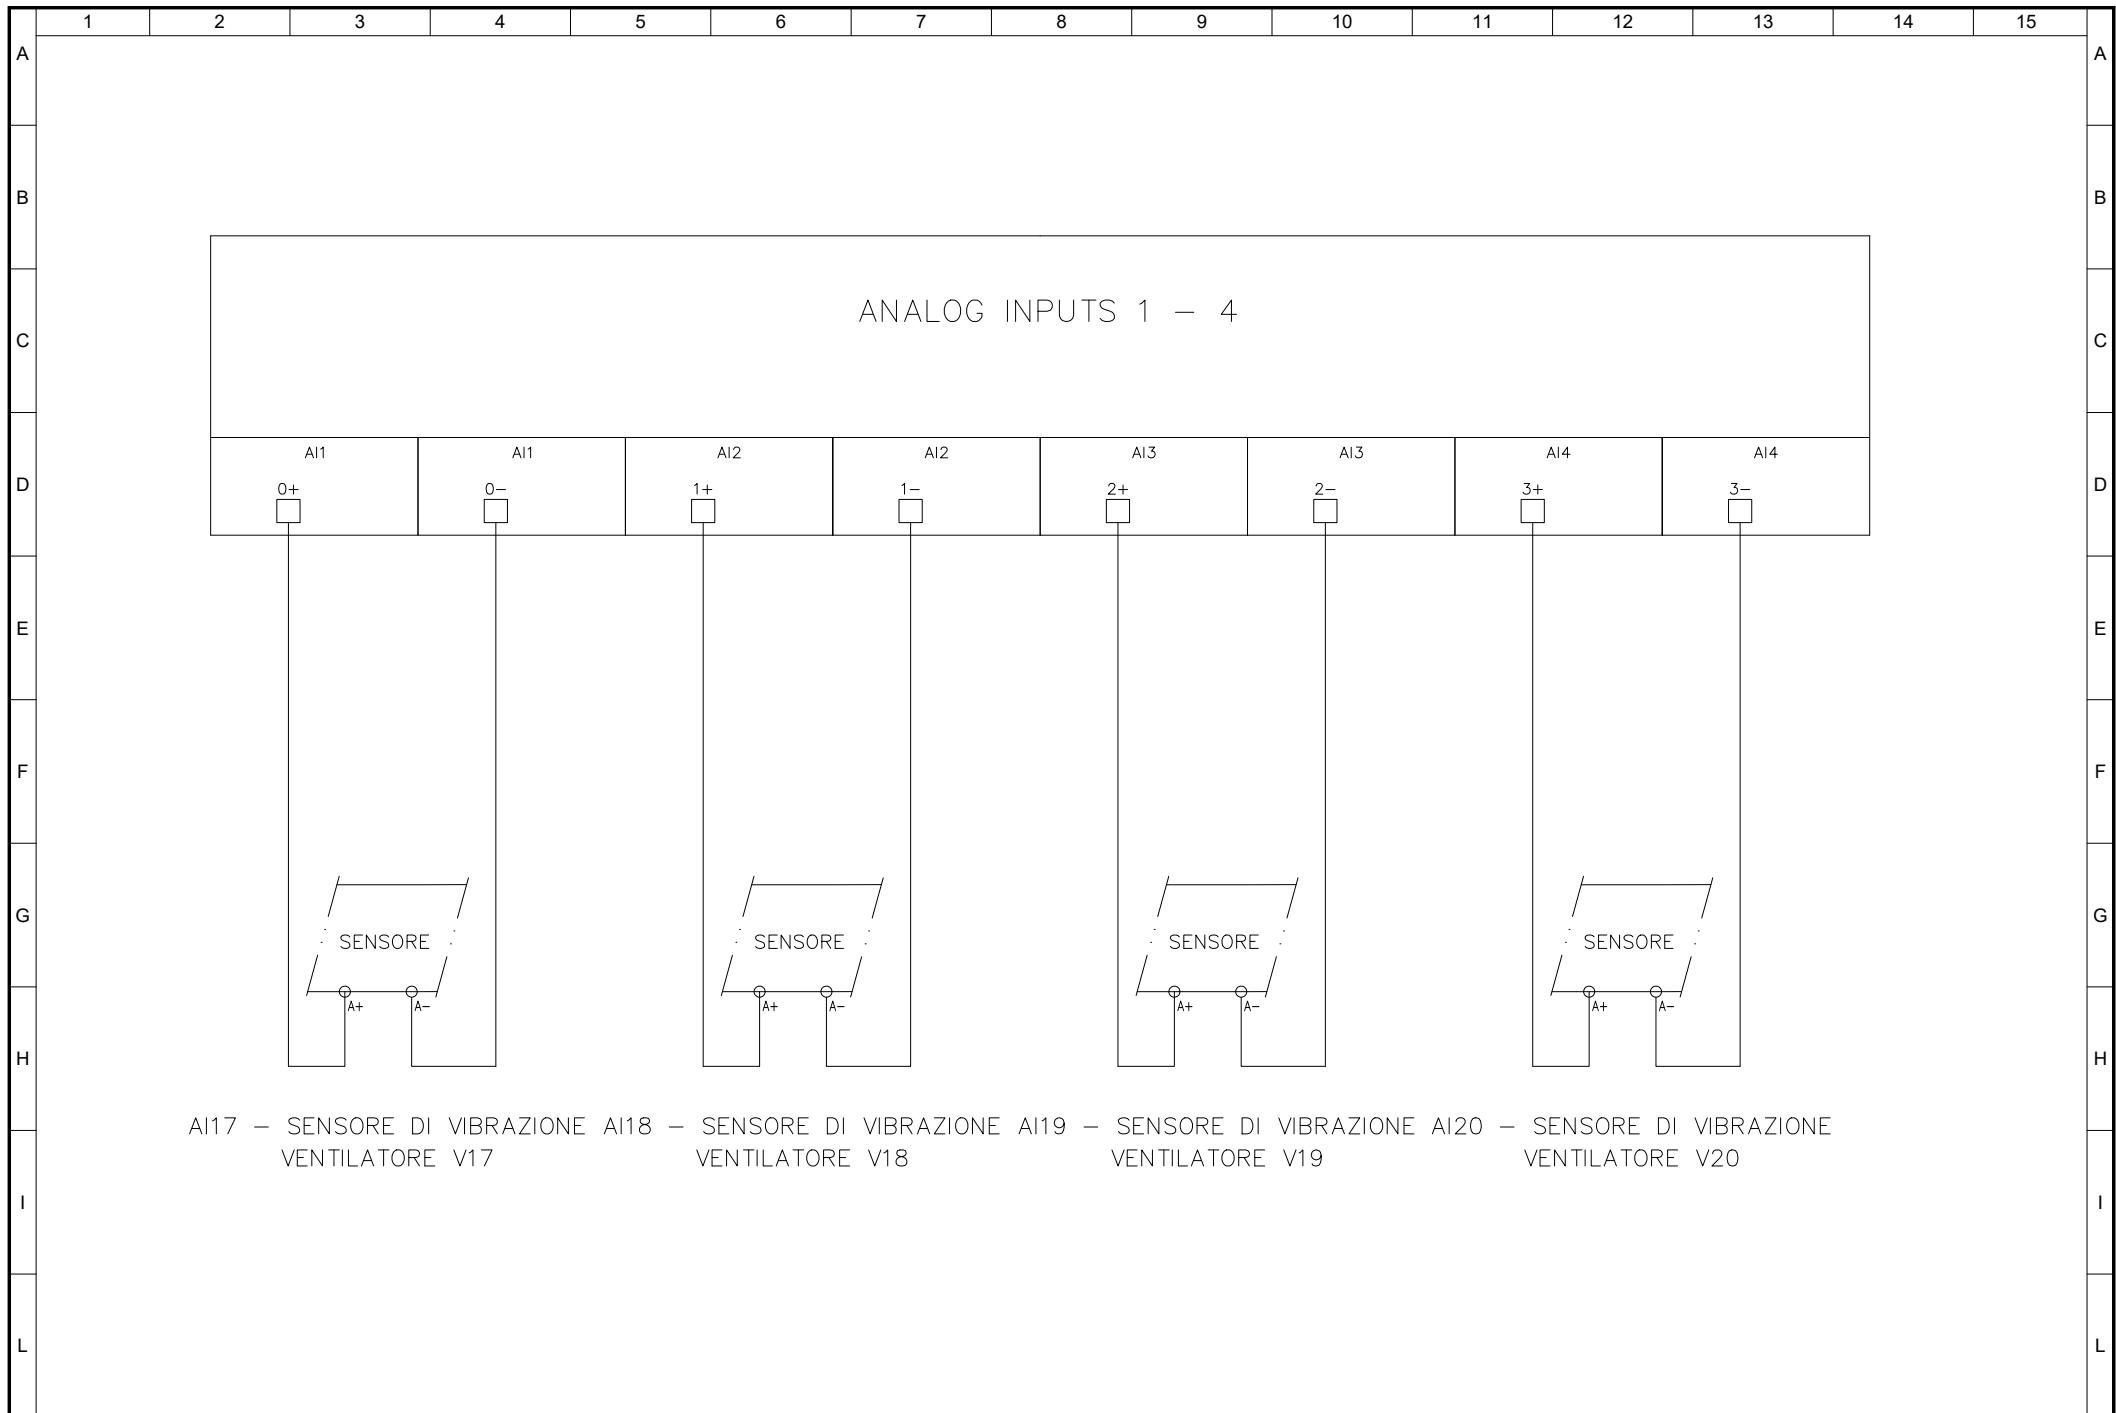 1 2 3 4 5 6 7 8 9 10 11 12 13 14 15
A A
B B
ANALOG INPUTS 1 – 4
C C
AI1 AI1 AI2 AI2 AI3 AI3 AI4 AI4
D 0+ 0– 1+ 1– 2+ 2– 3+ 3– D
E E
F F
G G
SENSORE SENSORE SENSORE SENSORE
A+ A– A+ A– A+ A– A+ A–
H H
AI17 – SENSORE DI VIBRAZIONE AI18 – SENSORE DI VIBRAZIONE AI19 – SENSORE DI VIBRAZIONE AI20 – SENSORE DI VIBRAZIONE
VENTILATORE V17 VENTILATORE V18 VENTILATORE V19 VENTILATORE V20
I I
L L